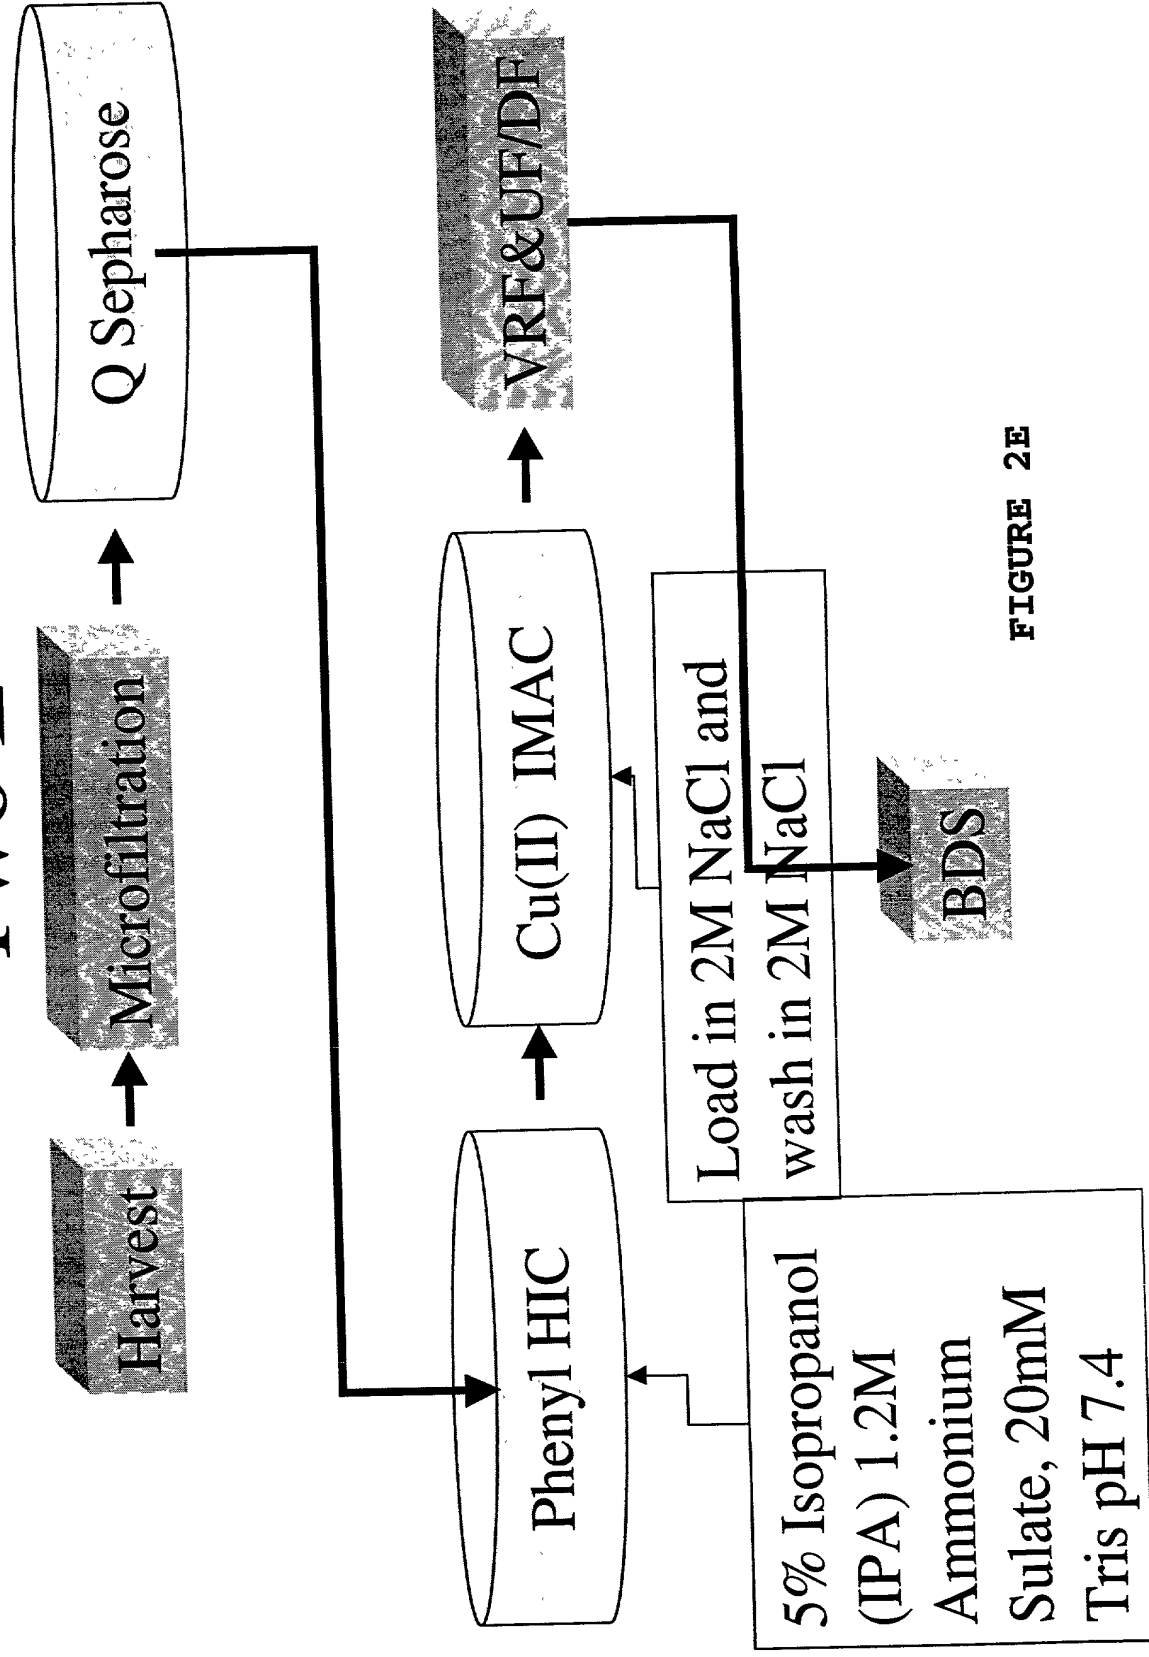 Harvest
Microfiltration
Q Sepharose
Phenyl HIC
Cu(II) IMAC
VRF&UF/DF
Load in 2M NaCl and
wash in 2M NaCl
5% Isopropanol
(IPA) 1.2M
Ammonium
Sulate, 20mM
Tris pH 7.4
BDS
FIGURE 2E